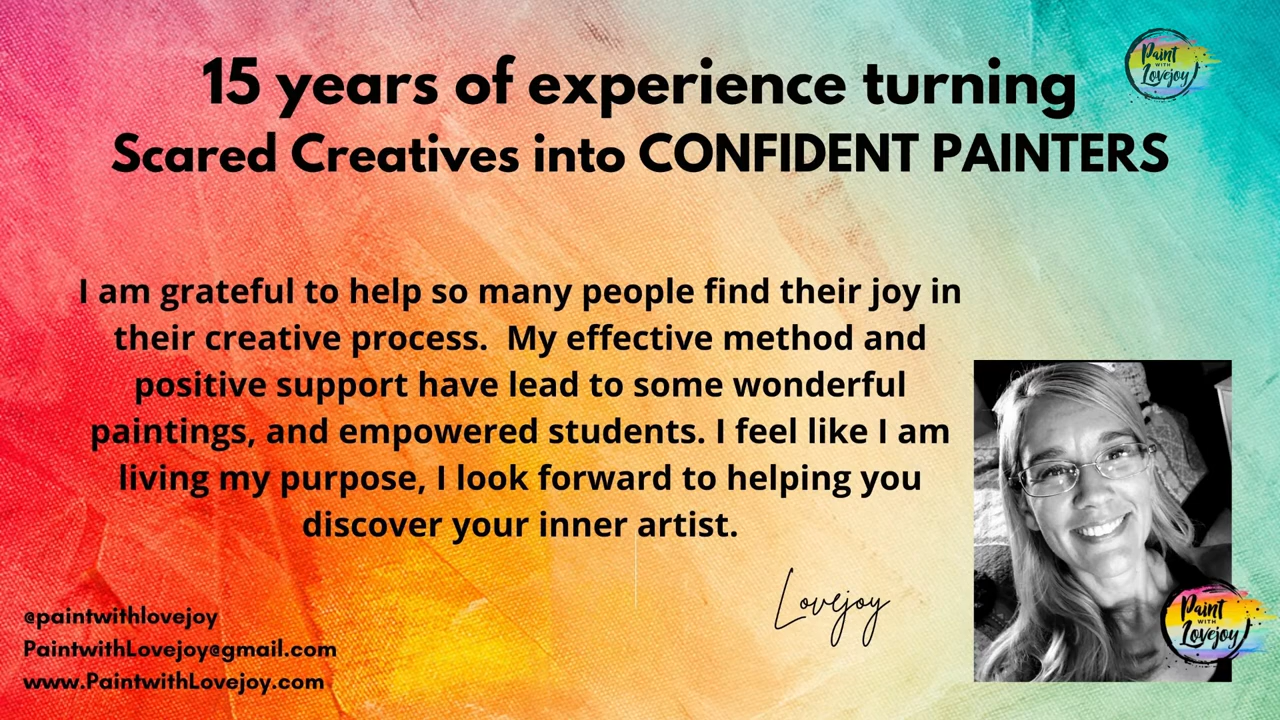 15 years of experience turning
Scared Creatives into CONFIDENT PAINTERS
Paint
WITH
Lovejoy
I am grateful to help so many people find their joy in
their creative process.  My effective method and
positive support have lead to some wonderful
paintings, and empowered students. I feel like I am
living my purpose, I look forward to helping you
discover your inner artist.
Lovejoy
@paintwithlovejoy
PaintwithLovejoy@gmail.com
www.PaintwithLovejoy.com
Paint
WITH
Lovejoy